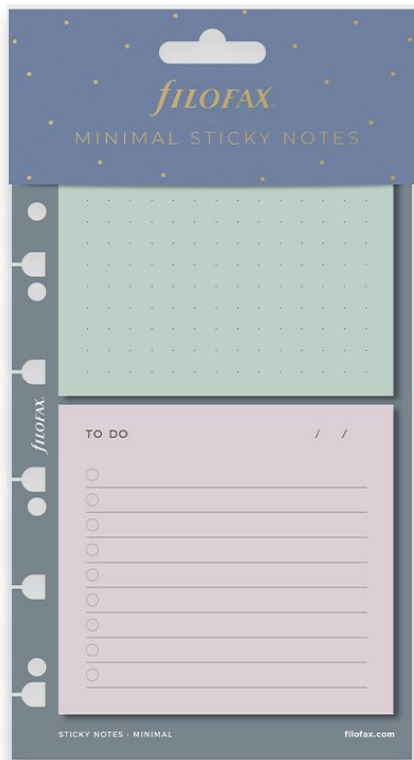 fILOFAX
MINIMAL STICKY NOTES
fILOFAX
TO DO / /
STICKY NOTES - MINIMAL
filofax.com